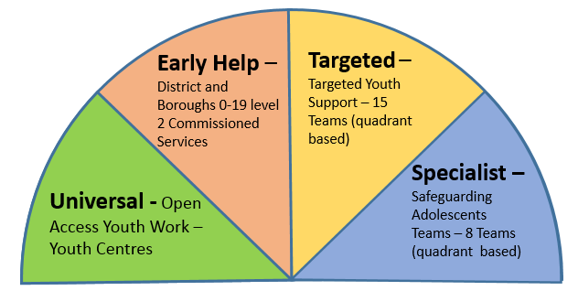 Universal - Open
Access Youth Work –
Youth Centres
Early Help –
District and
Boroughs 0-19 level
2 Commissioned
Services
Targeted –
Targeted Youth
Support – 15
Teams (quadrant
based)
Specialist –
Safeguarding
Adolescents
Teams – 8 Teams
(quadrant based)